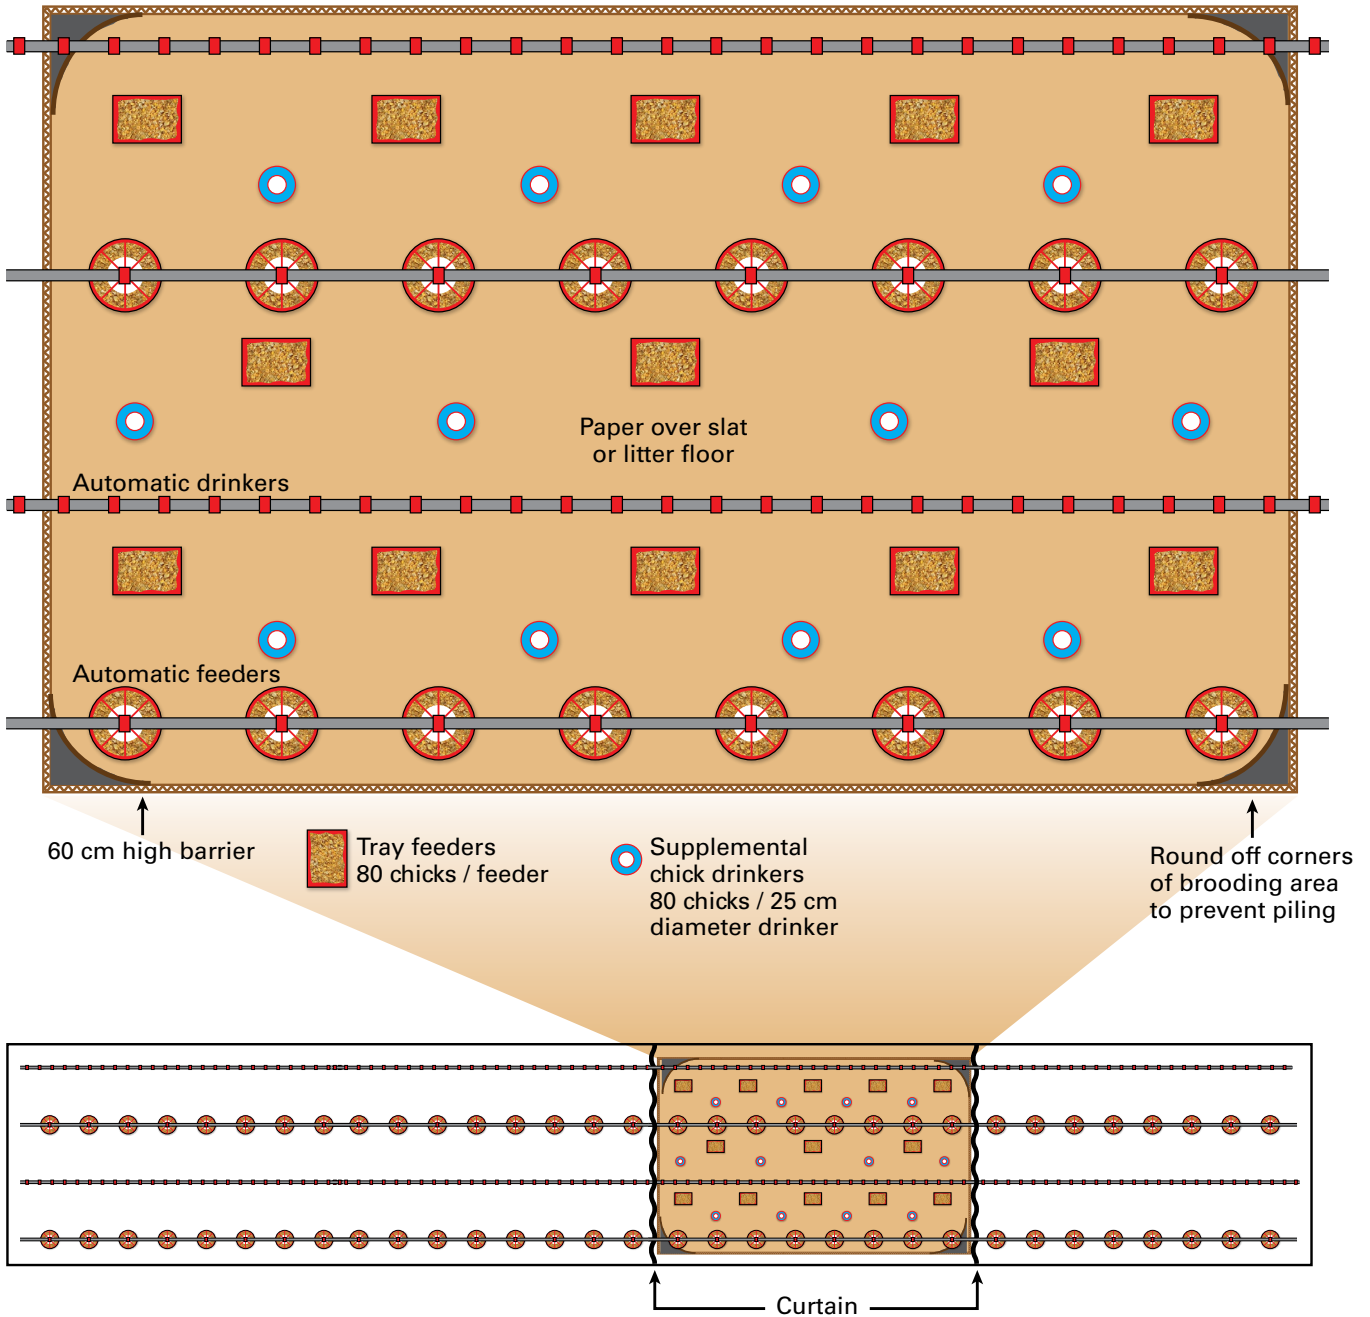 Paper over slat
or litter floor
Automatic drinkers
Automatic feeders
60 cm high barrier
Tray feeders
80 chicks / feeder
Supplemental
chick drinkers
80 chicks / 25 cm
diameter drinker
Round off corners
of brooding area
to prevent piling
Curtain